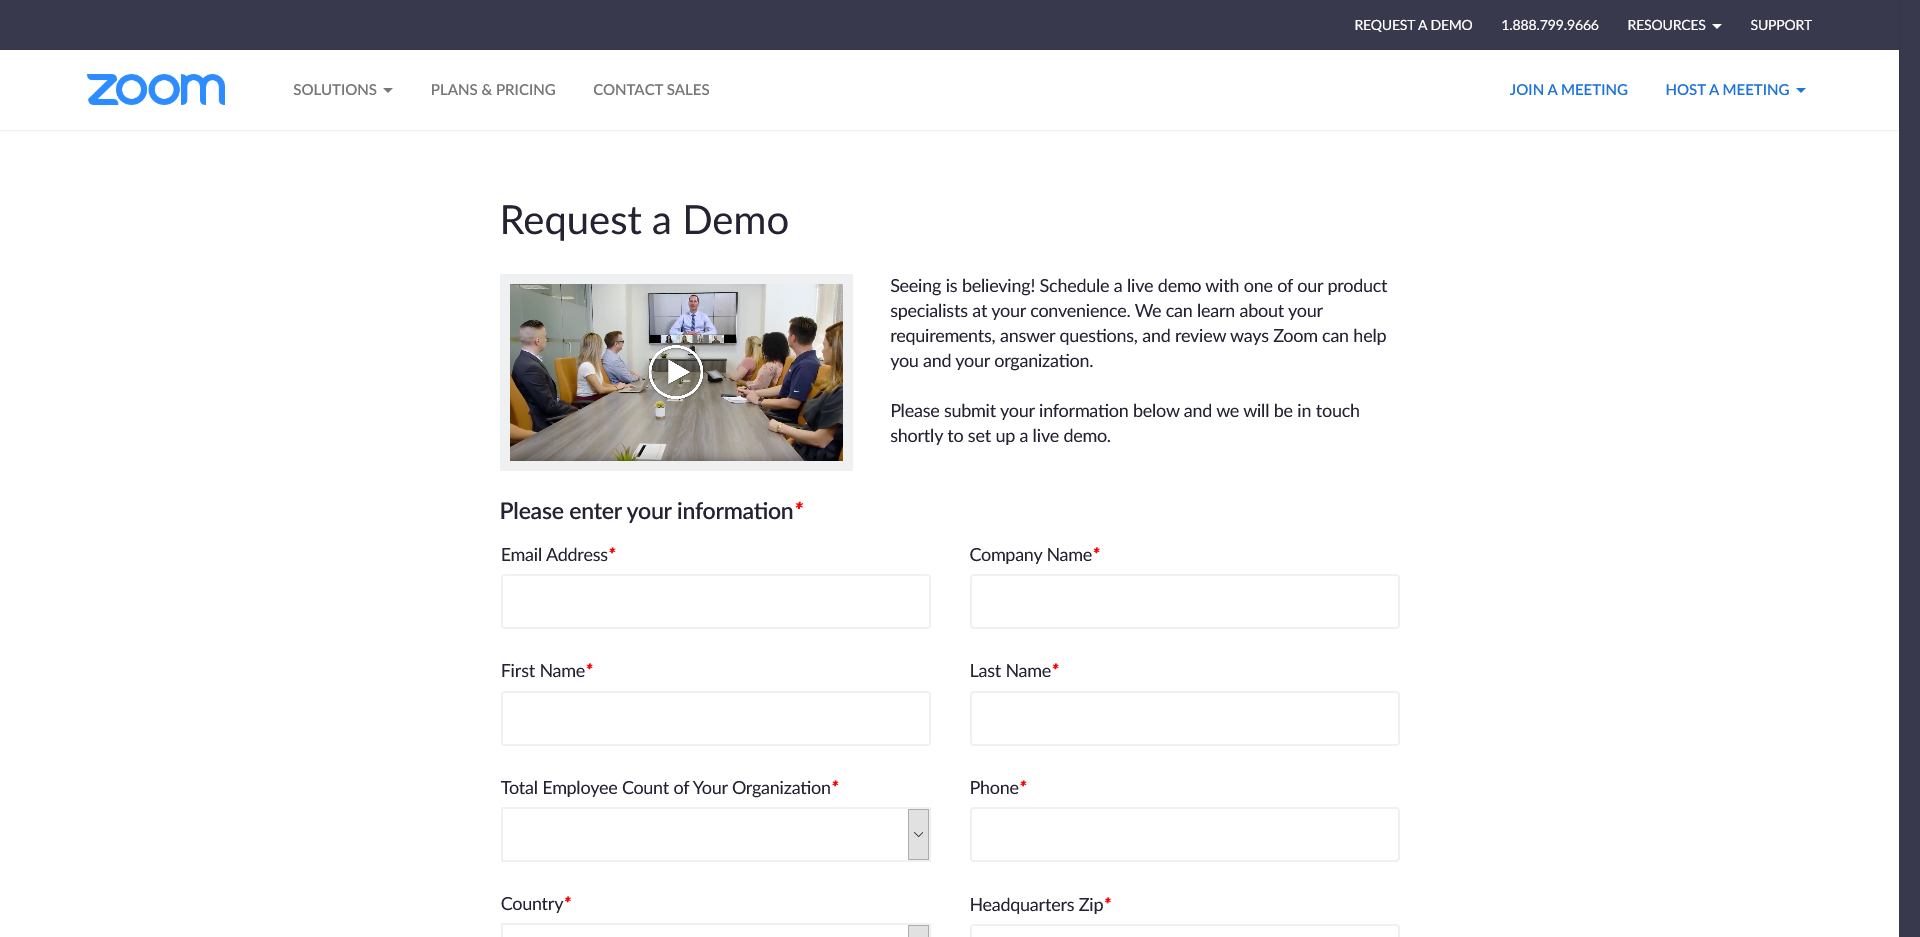 REQUEST A DEMO 1.888.799.9666 RESOURCES SUPPORT
zoom SOLUTIONS PLANS & PRICING CONTACT SALES JOIN A MEETING HOST A MEETING
Request a Demo
Seeing is believing! Schedule a live demo with one of our product
specialists at your convenience. We can learn about your
requirements, answer questions, and review ways Zoom can help
you and your organization.
Please submit your information below and we will be in touch
shortly to set up a live demo.
Please enter your information*
Email Address* Company Name*
First Name* Last Name*
Total Employee Count of Your Organization* Phone*
Country* Headquarters Zip*